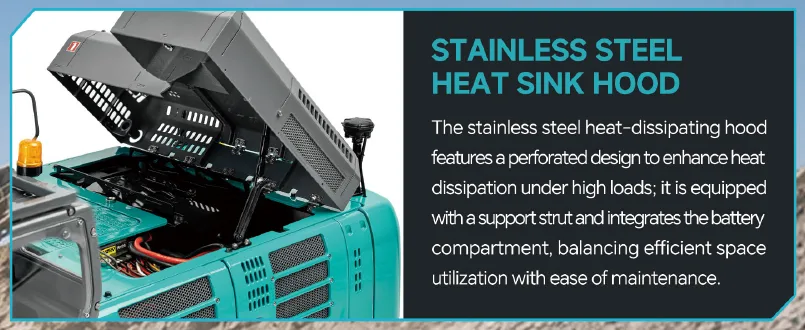 STAINLESS STEEL
HEAT SINK HOOD
The stainless steel heat-dissipating hood
features a perforated design to enhance heat
dissipation under high loads; it is equipped
with a support strut and integrates the battery
compartment, balancing efficient space
utilization with ease of maintenance.